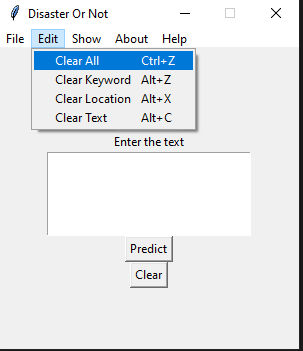 Disaster Or Not
File Edit Show About Help
Clear All Ctrl+Z
Clear Keyword Alt+Z
Clear Location Alt+X
Clear Text Alt+C
Enter the text
Predict
Clear